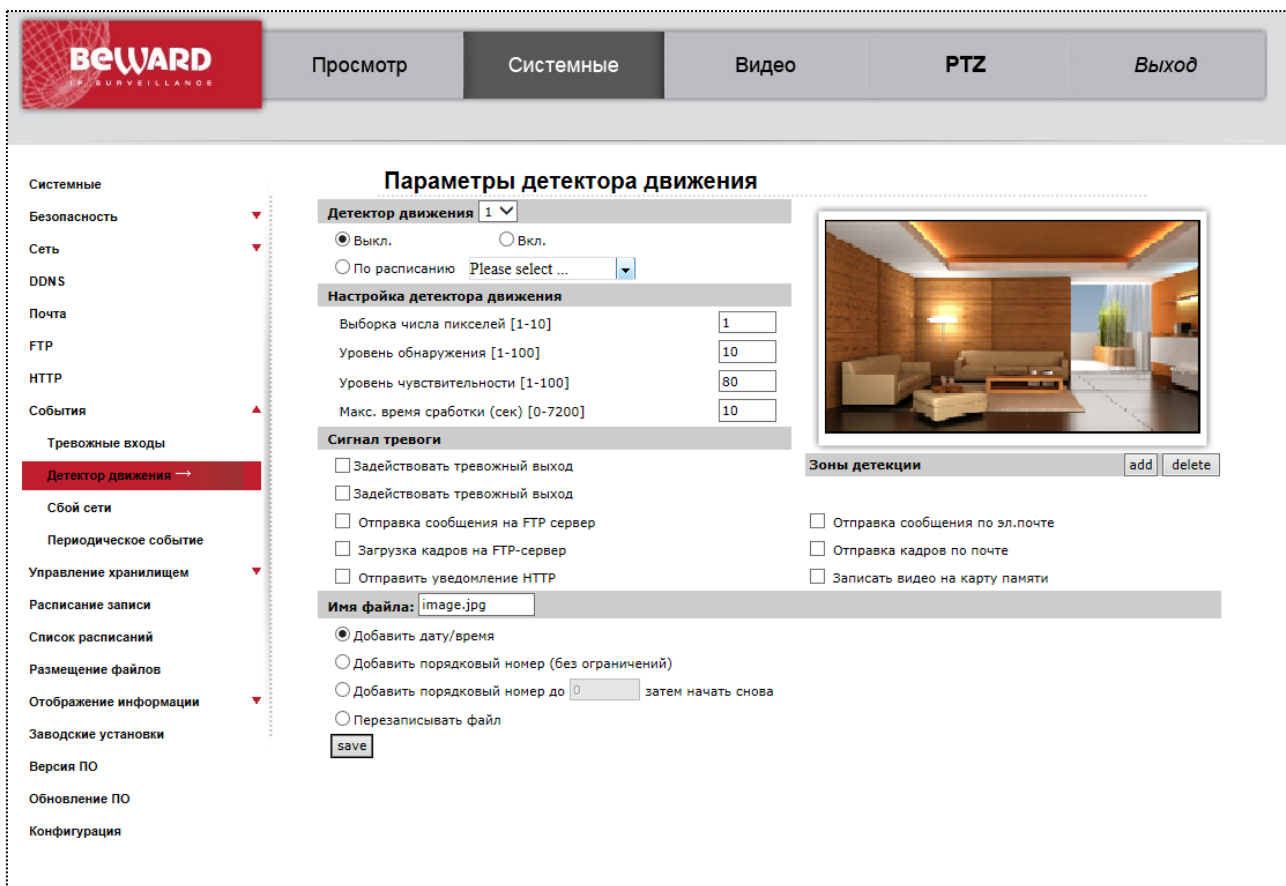 BEWARD
IP SURVEILLANCE
Просмотр
Системные
Видео
PTZ
Выход
Системные
Безопасность
Сеть
DDNS
Почта
FTP
HTTP
События
Тревожные входы
Детектор движения →
Сбой сети
Периодическое событие
Управление хранилищем
Расписание записи
Список расписаний
Размещение файлов
Отображение информации
Заводские установки
Версия ПО
Обновление ПО
Конфигурация
Параметры детектора движения
Детектор движения 1
Выкл. Вкл.
По расписанию Please select ...
Настройка детектора движения
Выборка числа пикселей [1-10] 1
Уровень обнаружения [1-100] 10
Уровень чувствительности [1-100] 80
Макс. время сработки (сек) [0-7200] 10
Сигнал тревоги
Зоны детекции add delete
Задействовать тревожный выход
Задействовать тревожный выход
Отправка сообщения на FTP сервер Отправка сообщения по эл.почте
Загрузка кадров на FTP-сервер Отправка кадров по почте
Отправить уведомление HTTP Записать видео на карту памяти
Имя файла: image.jpg
Добавить дату/время
Добавить порядковый номер (без ограничений)
Добавить порядковый номер до 0 затем начать снова
Перезаписывать файл
save